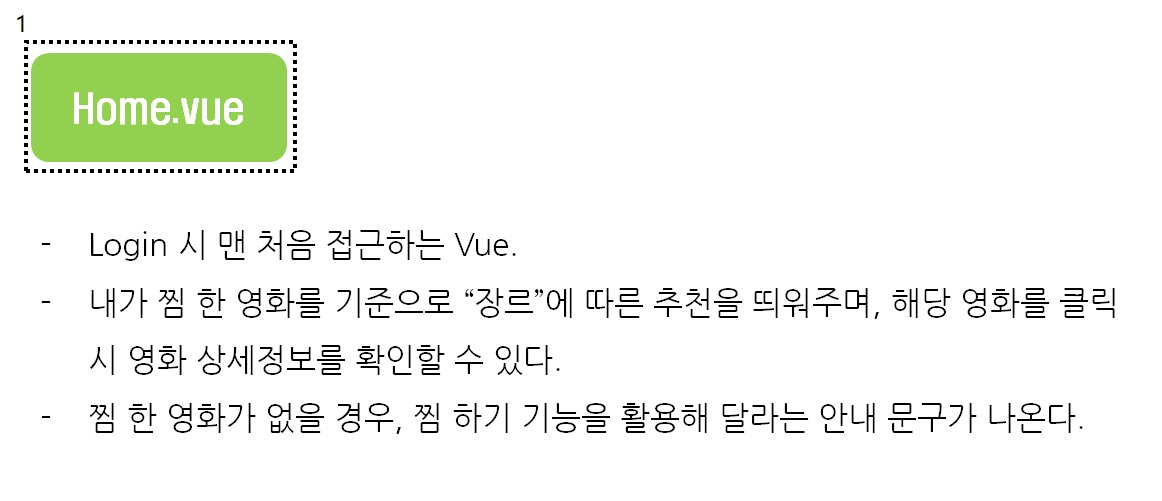 1
Home.vue
- Login 시 맨 처음 접근하는 Vue.
- 내가 찜 한 영화를 기준으로 “장르”에 따른 추천을 띄워주며, 해당 영화를 클릭
시 영화 상세정보를 확인할 수 있다.
- 찜 한 영화가 없을 경우, 찜 하기 기능을 활용해 달라는 안내 문구가 나온다.